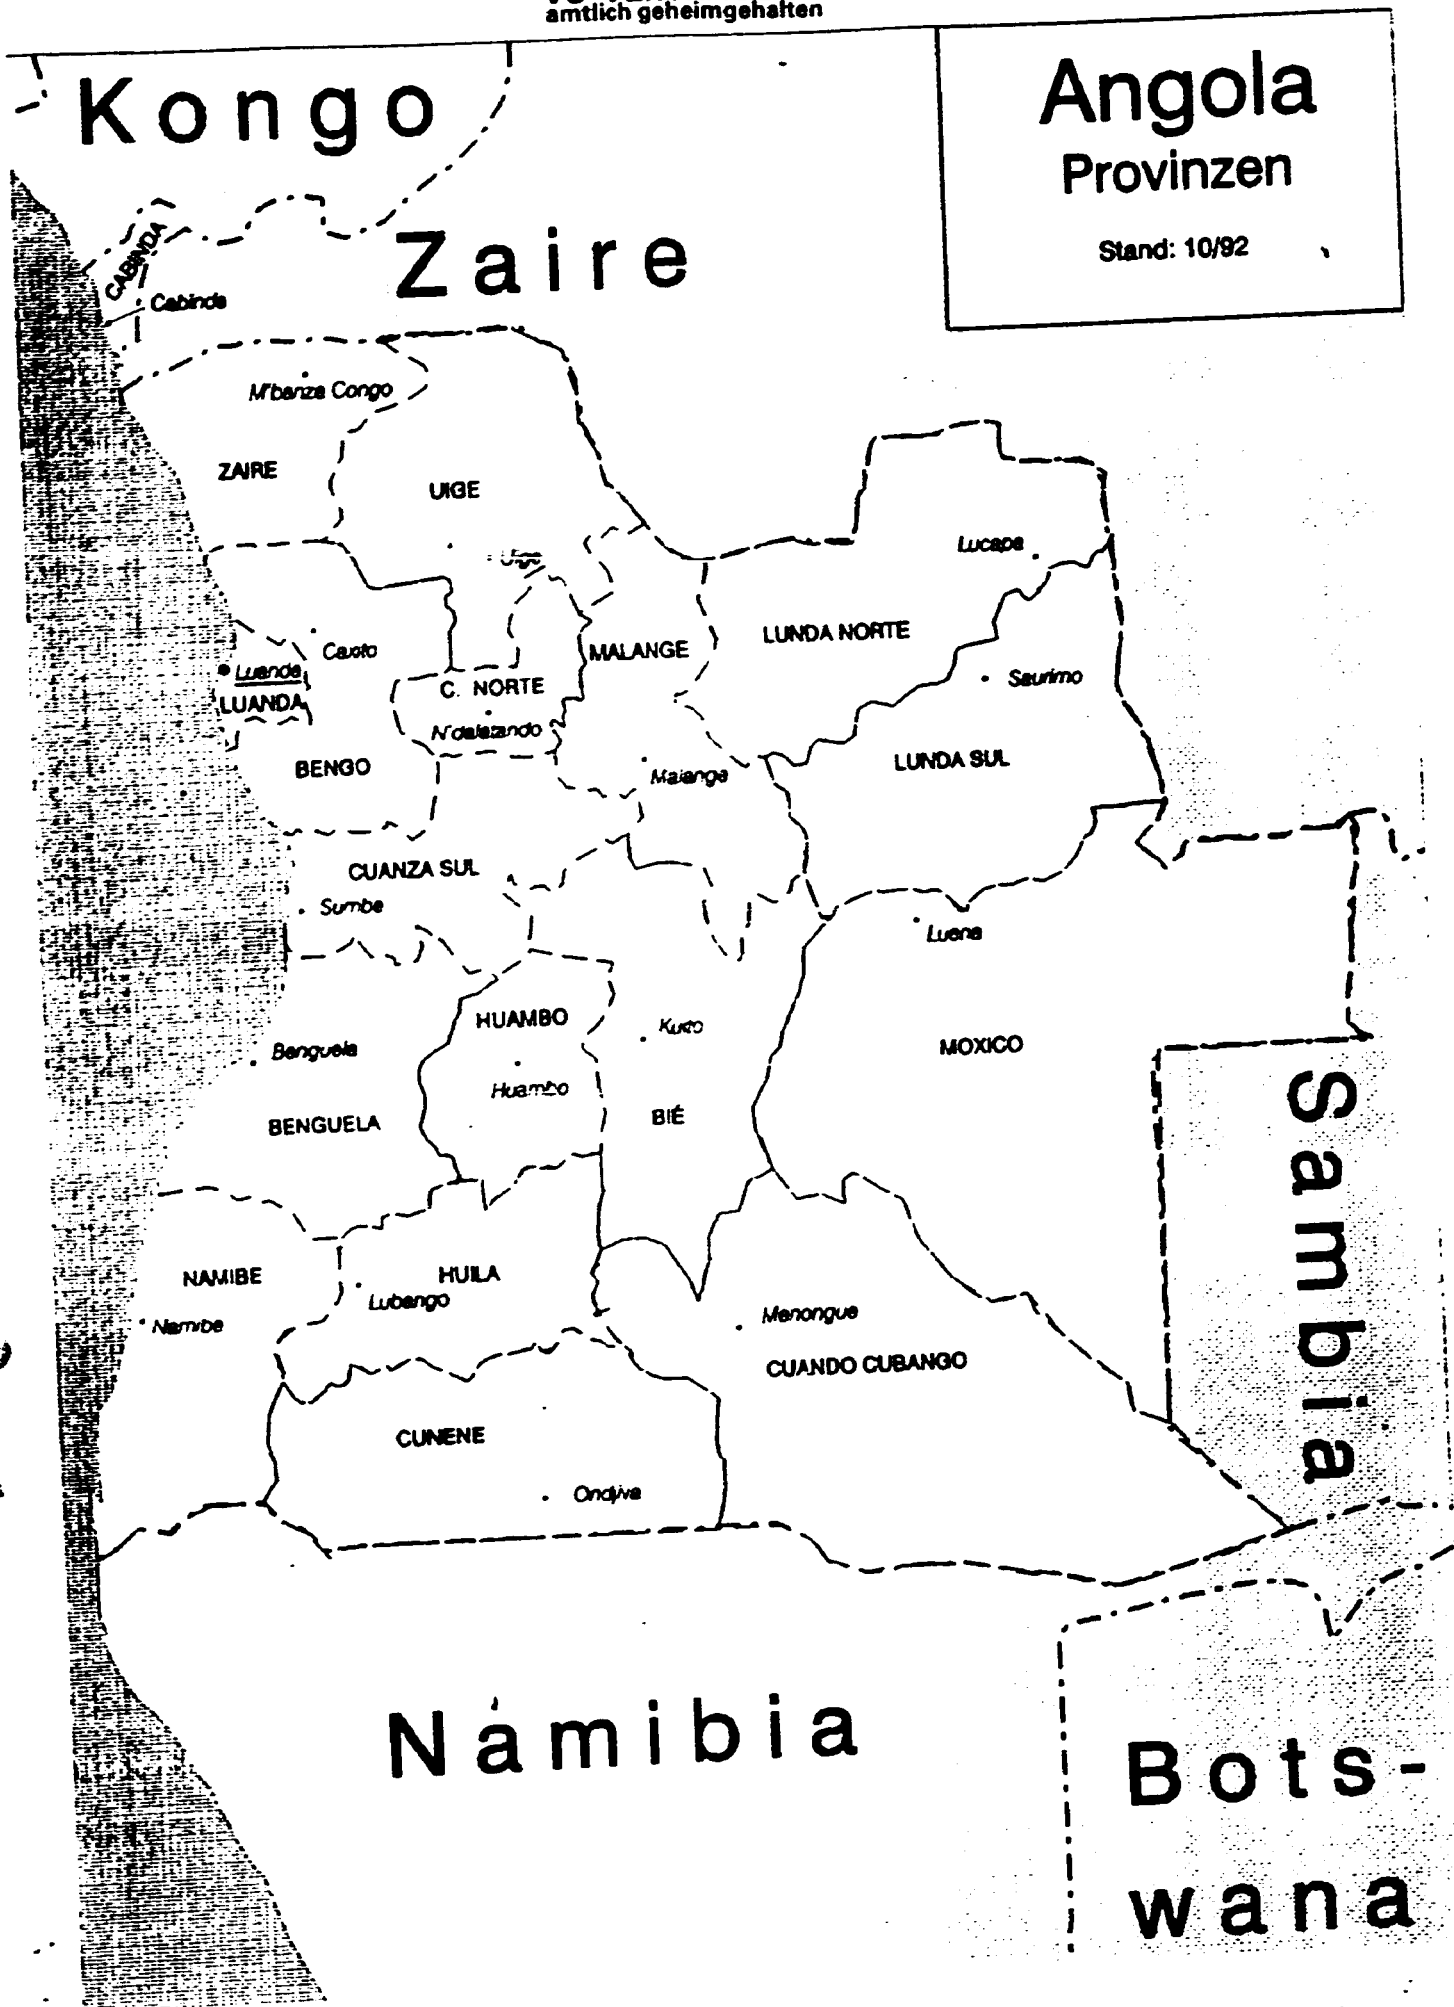 amtlich geheimgehalten
Angola
Provinzen
Stand: 10/92
Kongo
Zaire
CABINDA
Cabinda
M'banza Congo
ZAIRE
UIGE
Uige
Lucapa
LUNDA NORTE
MALANGE
Caxito
Luanda
LUANDA
C. NORTE
N'dalatando
Saurimo
BENGO
Malange
LUNDA SUL
CUANZA SUL
Sumbe
Luena
HUAMBO
Kuito
MOXICO
Benguela
Huambo
BENGUELA
BIÉ
Sambia
NAMIBE
HUILA
Lubango
Namibe
Menongue
CUANDO CUBANGO
CUNENE
Ondjiva
Namibia
Bots-
wana